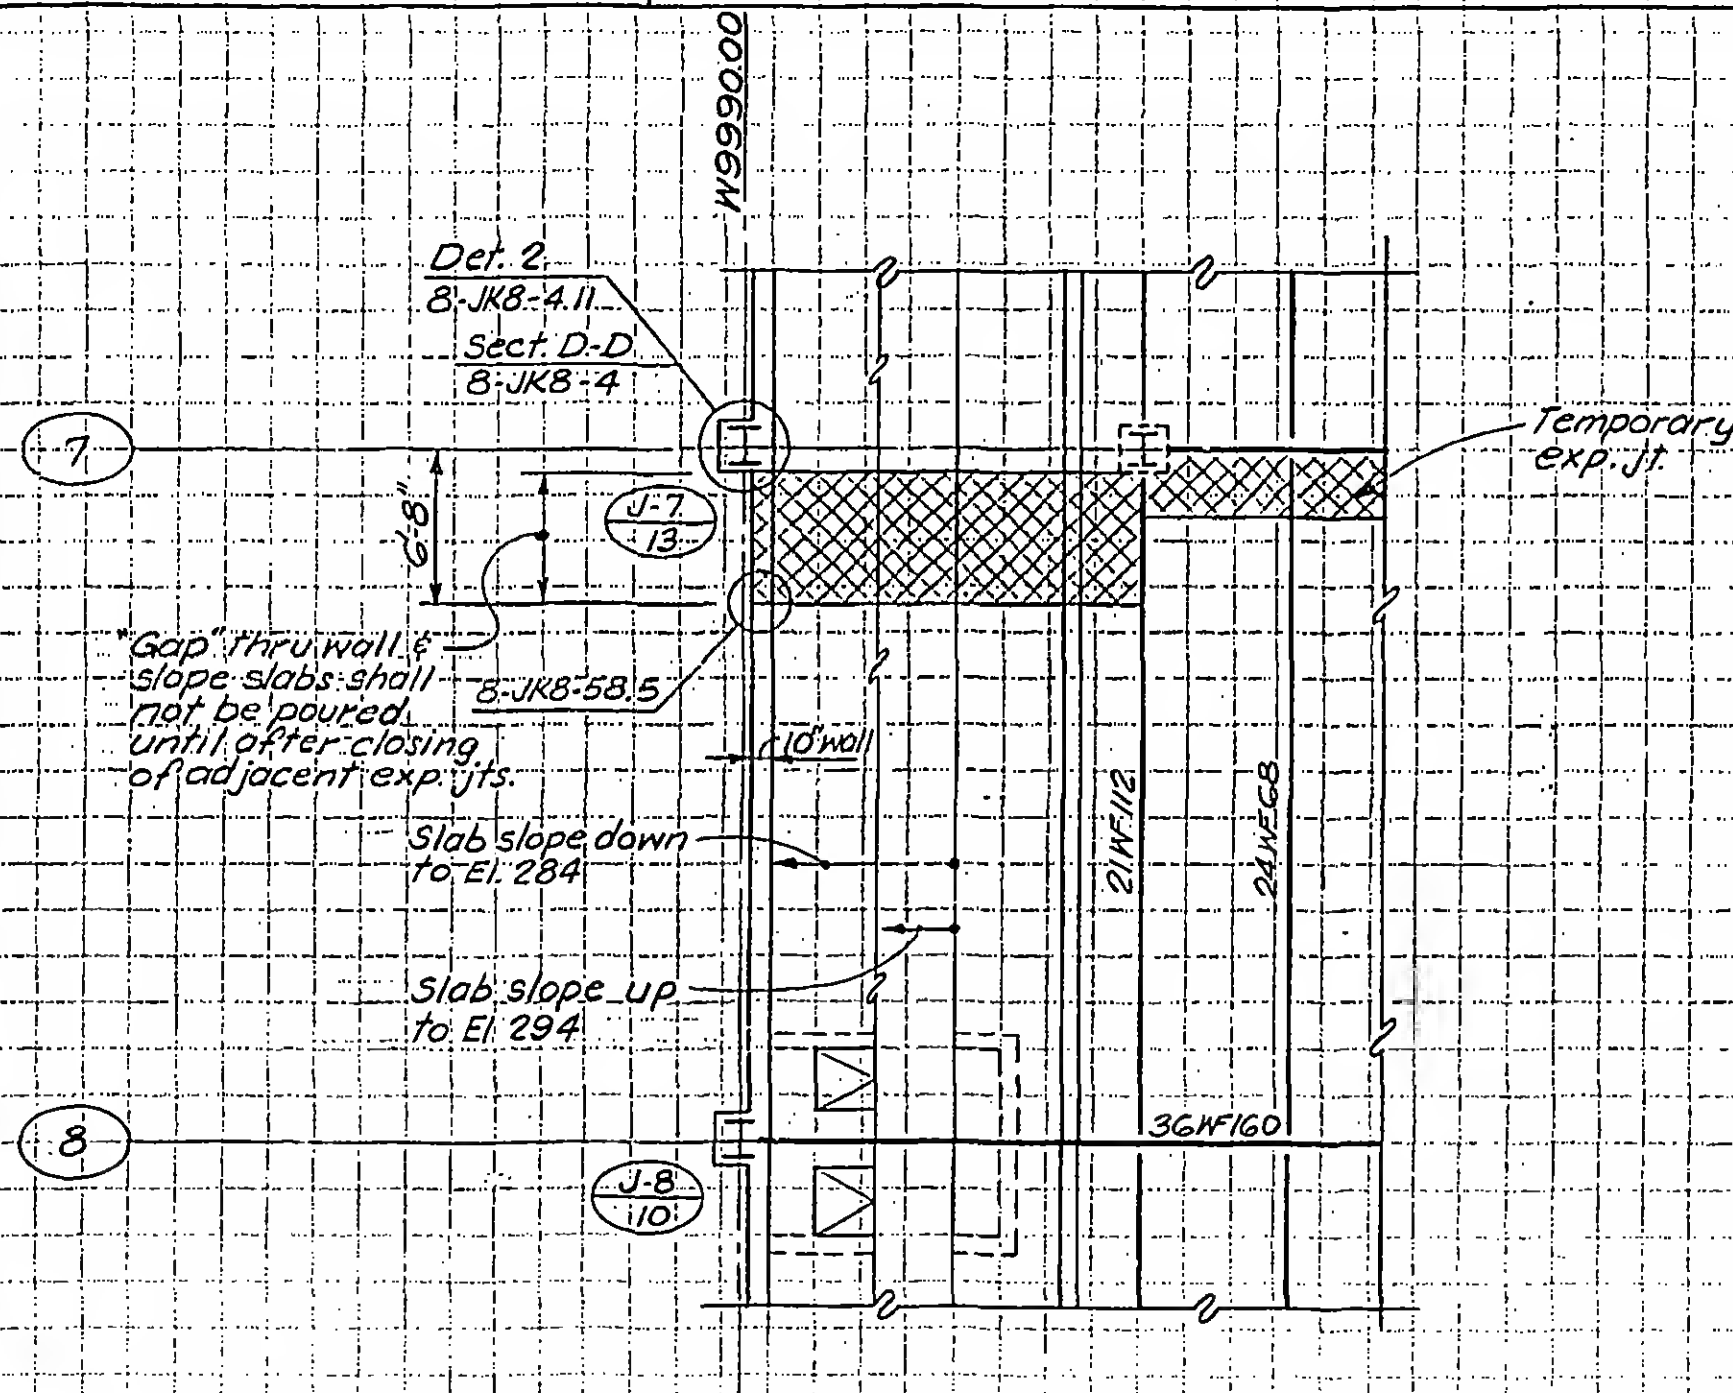 W999000
Det. 2
8-JK8-4.11
Sect. D-D
8-JK8-4
7
Temporary
exp. jt.
6'-8"
J-7
13
"Gap" thru wall &
slope slabs shall
not be poured
until after closing
of adjacent exp. jts.
8-JK8-58.5
10" wall
21WF112
24WF68
Slab slope down
to El. 284
Slab slope up
to El 294
36WF160
8
J-8
10